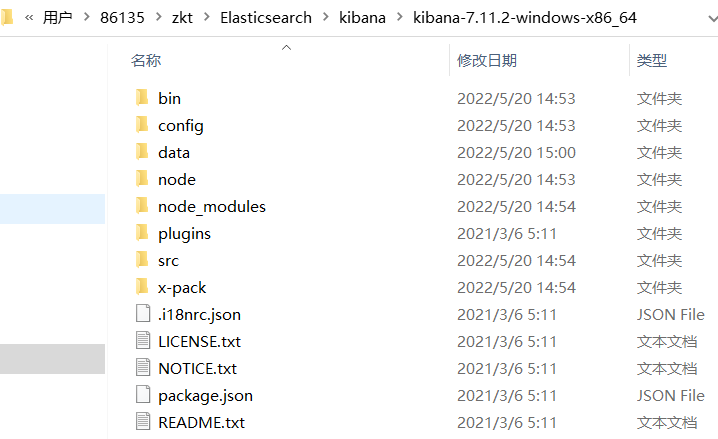 « 用户 > 86135 > zkt > Elasticsearch > kibana > kibana-7.11.2-windows-x86_64
名称 修改日期 类型
bin 2022/5/20 14:53 文件夹
config 2022/5/20 14:53 文件夹
data 2022/5/20 15:00 文件夹
node 2022/5/20 14:53 文件夹
node_modules 2022/5/20 14:54 文件夹
plugins 2021/3/6 5:11 文件夹
src 2022/5/20 14:54 文件夹
x-pack 2022/5/20 14:54 文件夹
.i18nrc.json 2021/3/6 5:11 JSON File
LICENSE.txt 2021/3/6 5:11 文本文档
NOTICE.txt 2021/3/6 5:11 文本文档
package.json 2021/3/6 5:11 JSON File
README.txt 2021/3/6 5:11 文本文档